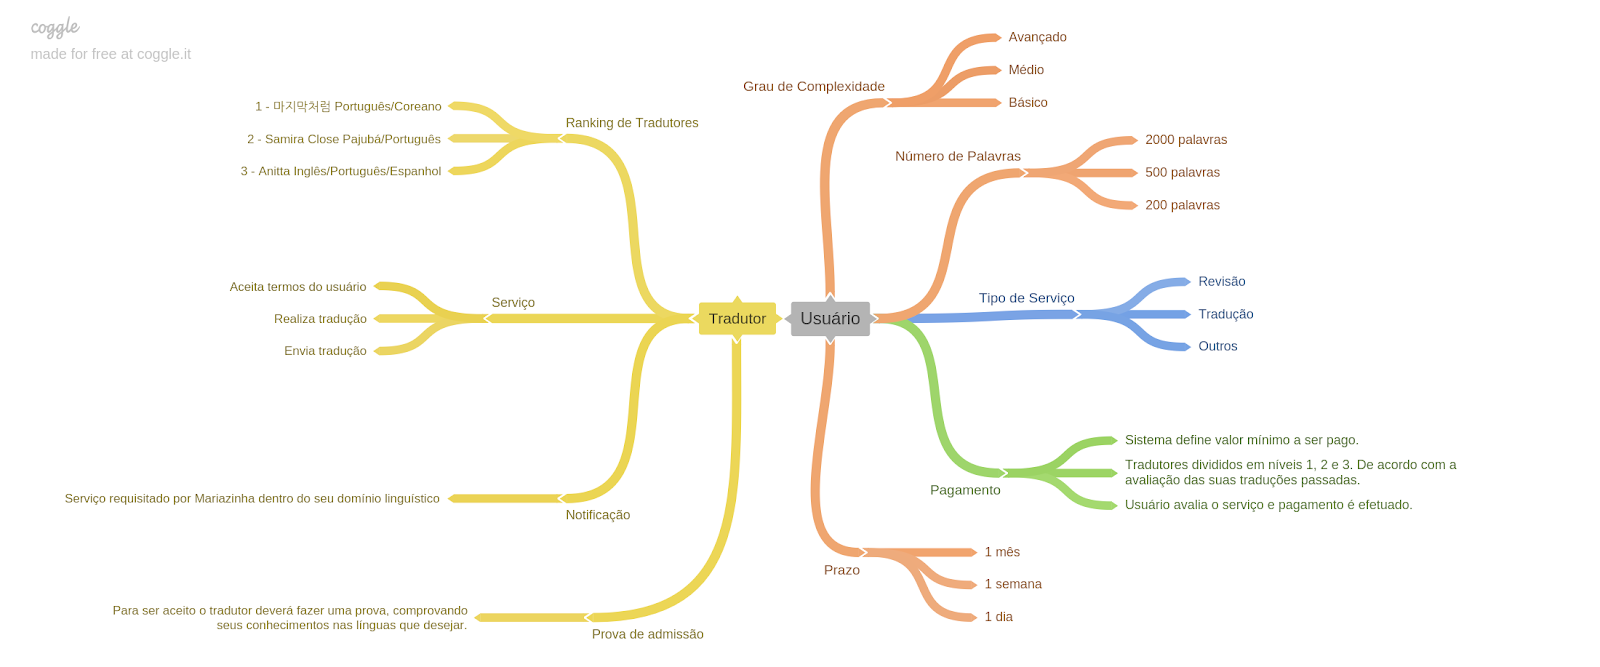 coggle
made for free at coggle.it
1 - 마지막처럼 Português/Coreano
2 - Samira Close Pajubá/Português
3 - Anitta Inglês/Português/Espanhol
Ranking de Tradutores
Aceita termos do usuário
Realiza tradução
Envia tradução
Serviço
Serviço requisitado por Mariazinha dentro do seu domínio linguístico
Notificação
Para ser aceito o tradutor deverá fazer uma prova, comprovando
seus conhecimentos nas línguas que desejar.
Prova de admissão
Tradutor
Usuário
Grau de Complexidade
Avançado
Médio
Básico
Número de Palavras
2000 palavras
500 palavras
200 palavras
Tipo de Serviço
Revisão
Tradução
Outros
Pagamento
Sistema define valor mínimo a ser pago.
Tradutores divididos em níveis 1, 2 e 3. De acordo com a
avaliação das suas traduções passadas.
Usuário avalia o serviço e pagamento é efetuado.
Prazo
1 mês
1 semana
1 dia